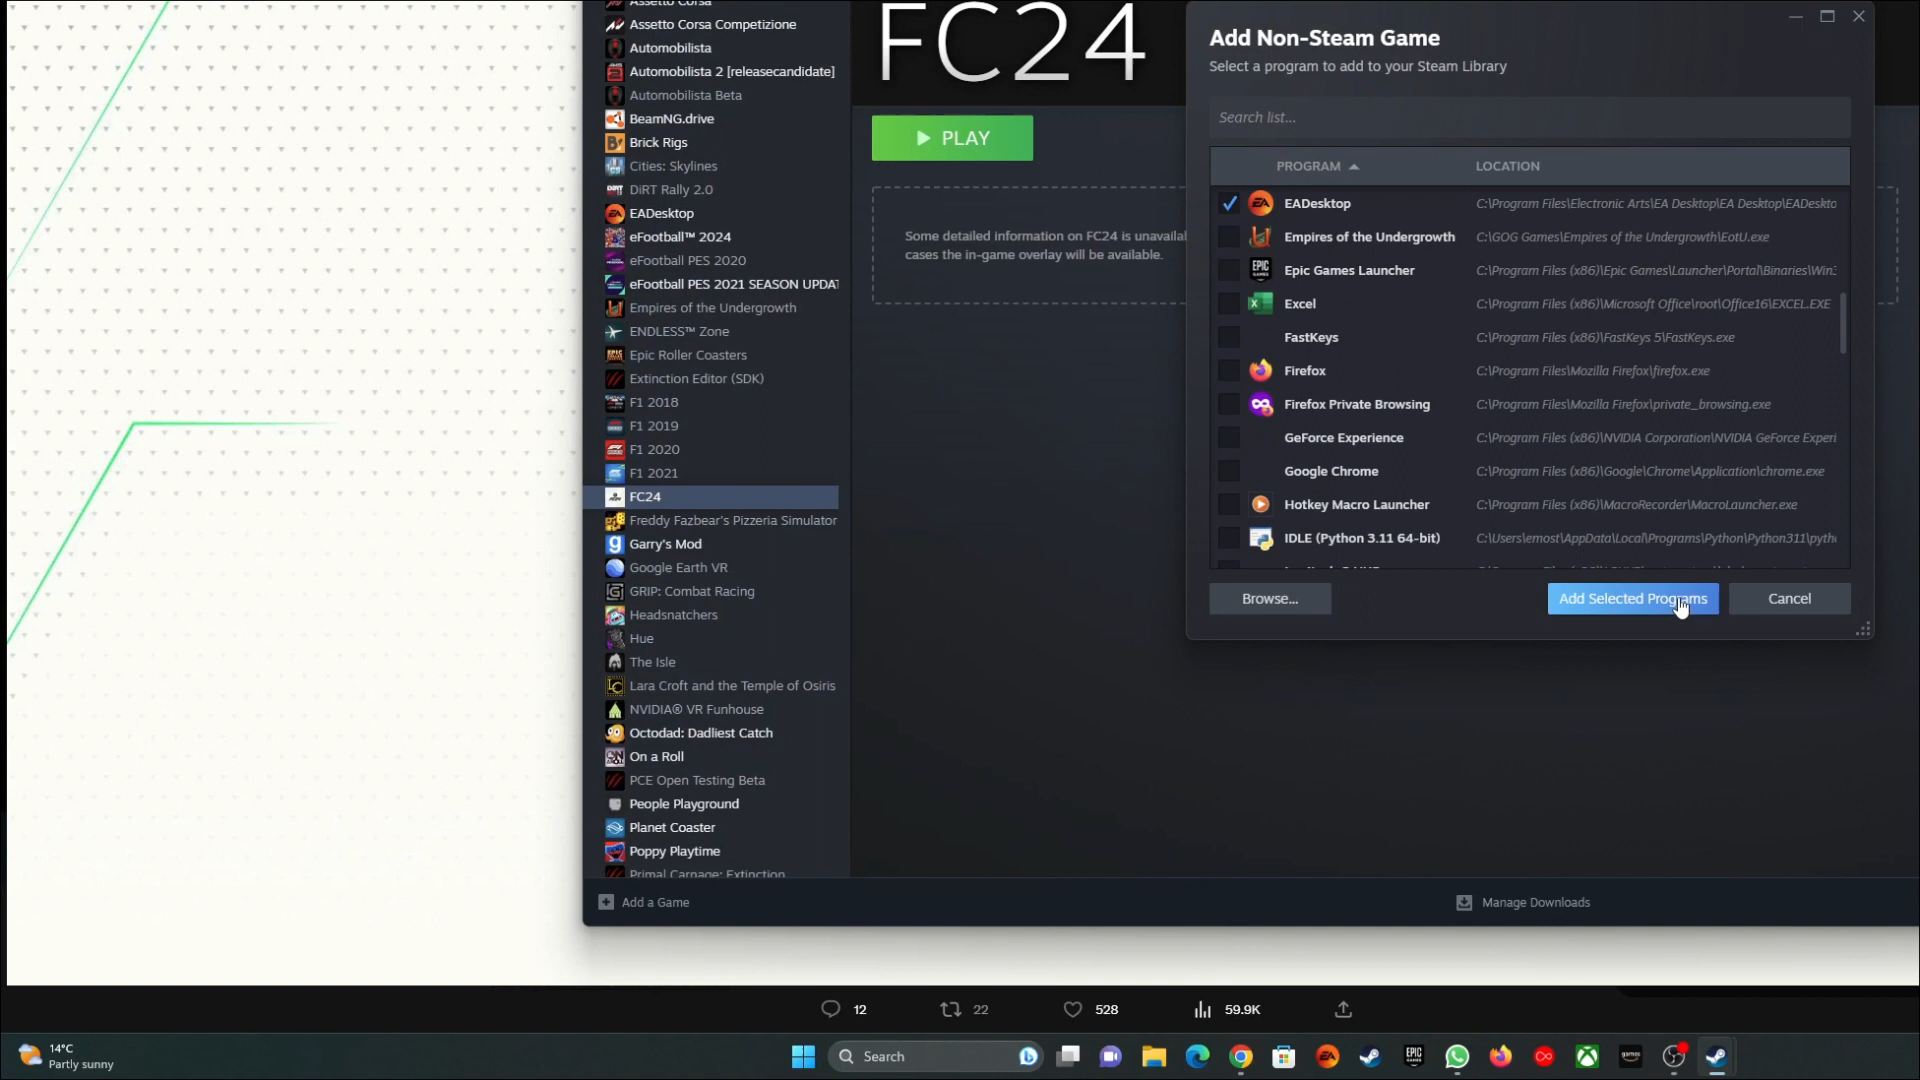 Assetto Corsa
Assetto Corsa Competizione
Automobilista
Automobilista 2 [releasecandidate]
Automobilista Beta
BeamNG.drive
Brick Rigs
Cities: Skylines
DiRT Rally 2.0
EADesktop
eFootball™ 2024
eFootball PES 2020
eFootball PES 2021 SEASON UPDAT
Empires of the Undergrowth
ENDLESS™ Zone
Epic Roller Coasters
Extinction Editor (SDK)
F1 2018
F1 2019
F1 2020
F1 2021
FC24
Freddy Fazbear's Pizzeria Simulator
Garry's Mod
Google Earth VR
GRIP: Combat Racing
Headsnatchers
Hue
The Isle
Lara Croft and the Temple of Osiris
NVIDIA® VR Funhouse
Octodad: Dadliest Catch
On a Roll
PCE Open Testing Beta
People Playground
Planet Coaster
Poppy Playtime
Primal Carnage: Extinction
FC24
PLAY
Some detailed information on FC24 is unavailal
cases the in-game overlay will be available.
Add Non-Steam Game
Select a program to add to your Steam Library
Search list...
PROGRAM LOCATION
EADesktop C:\Program Files\Electronic Arts\EA Desktop\EA Desktop\EADeskto
Empires of the Undergrowth C:\GOG Games\Empires of the Undergrowth\EotU.exe
Epic Games Launcher C:\Program Files (x86)\Epic Games\Launcher\Portal\Binaries\Win3
Excel C:\Program Files (x86)\Microsoft Office\root\Office16\EXCEL.EXE
FastKeys C:\Program Files (x86)\FastKeys 5\FastKeys.exe
Firefox C:\Program Files\Mozilla Firefox\firefox.exe
Firefox Private Browsing C:\Program Files\Mozilla Firefox\private_browsing.exe
GeForce Experience C:\Program Files (x86)\NVIDIA Corporation\NVIDIA GeForce Experi
Google Chrome C:\Program Files (x86)\Google\Chrome\Application\chrome.exe
Hotkey Macro Launcher C:\Program Files (x86)\MacroRecorder\MacroLauncher.exe
IDLE (Python 3.11 64-bit) C:\Users\emost\AppData\Local\Programs\Python\Python311\pyth
Browse... Add Selected Programs Cancel
Add a Game Manage Downloads
12 22 528 59.9K
14°C
Partly sunny
Search